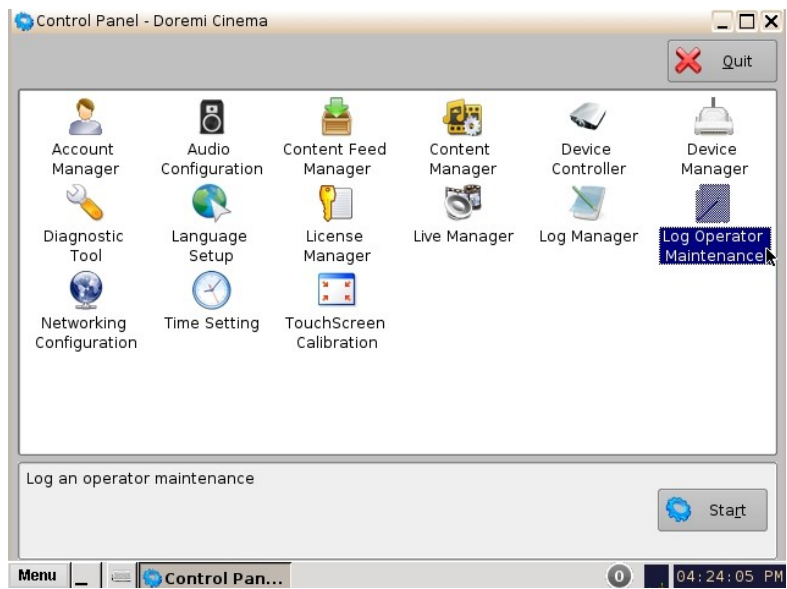 Control Panel - Doremi Cinema
Quit
Account Manager
Audio Configuration
Content Feed Manager
Content Manager
Device Controller
Device Manager
Diagnostic Tool
Language Setup
License Manager
Live Manager
Log Manager
Log Operator Maintenance
Networking Configuration
Time Setting
TouchScreen Calibration
Log an operator maintenance
Start
Menu
Control Pan...
0
04:24:05 PM